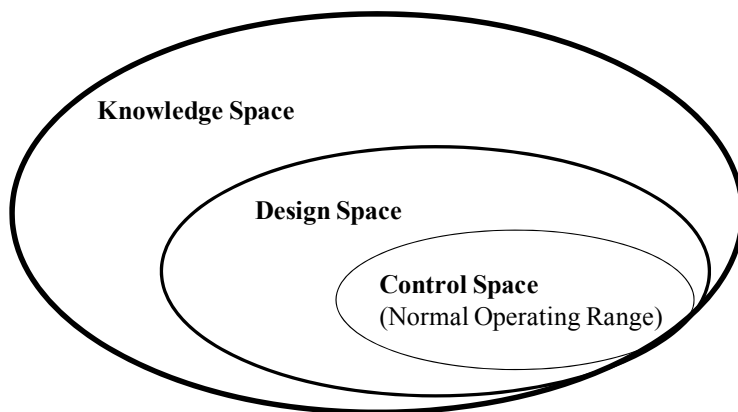 Knowledge Space
Design Space
Control Space
(Normal Operating Range)